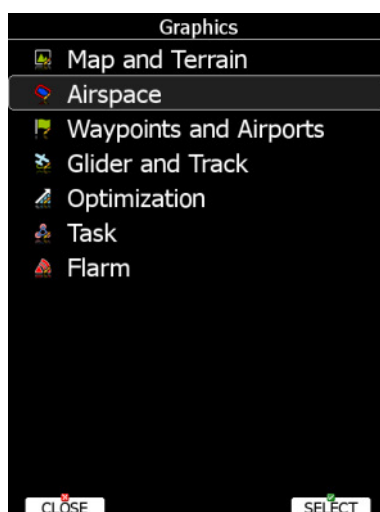 Graphics
Map and Terrain
Airspace
Waypoints and Airports
Glider and Track
Optimization
Task
Flarm
CLOSE SELECT